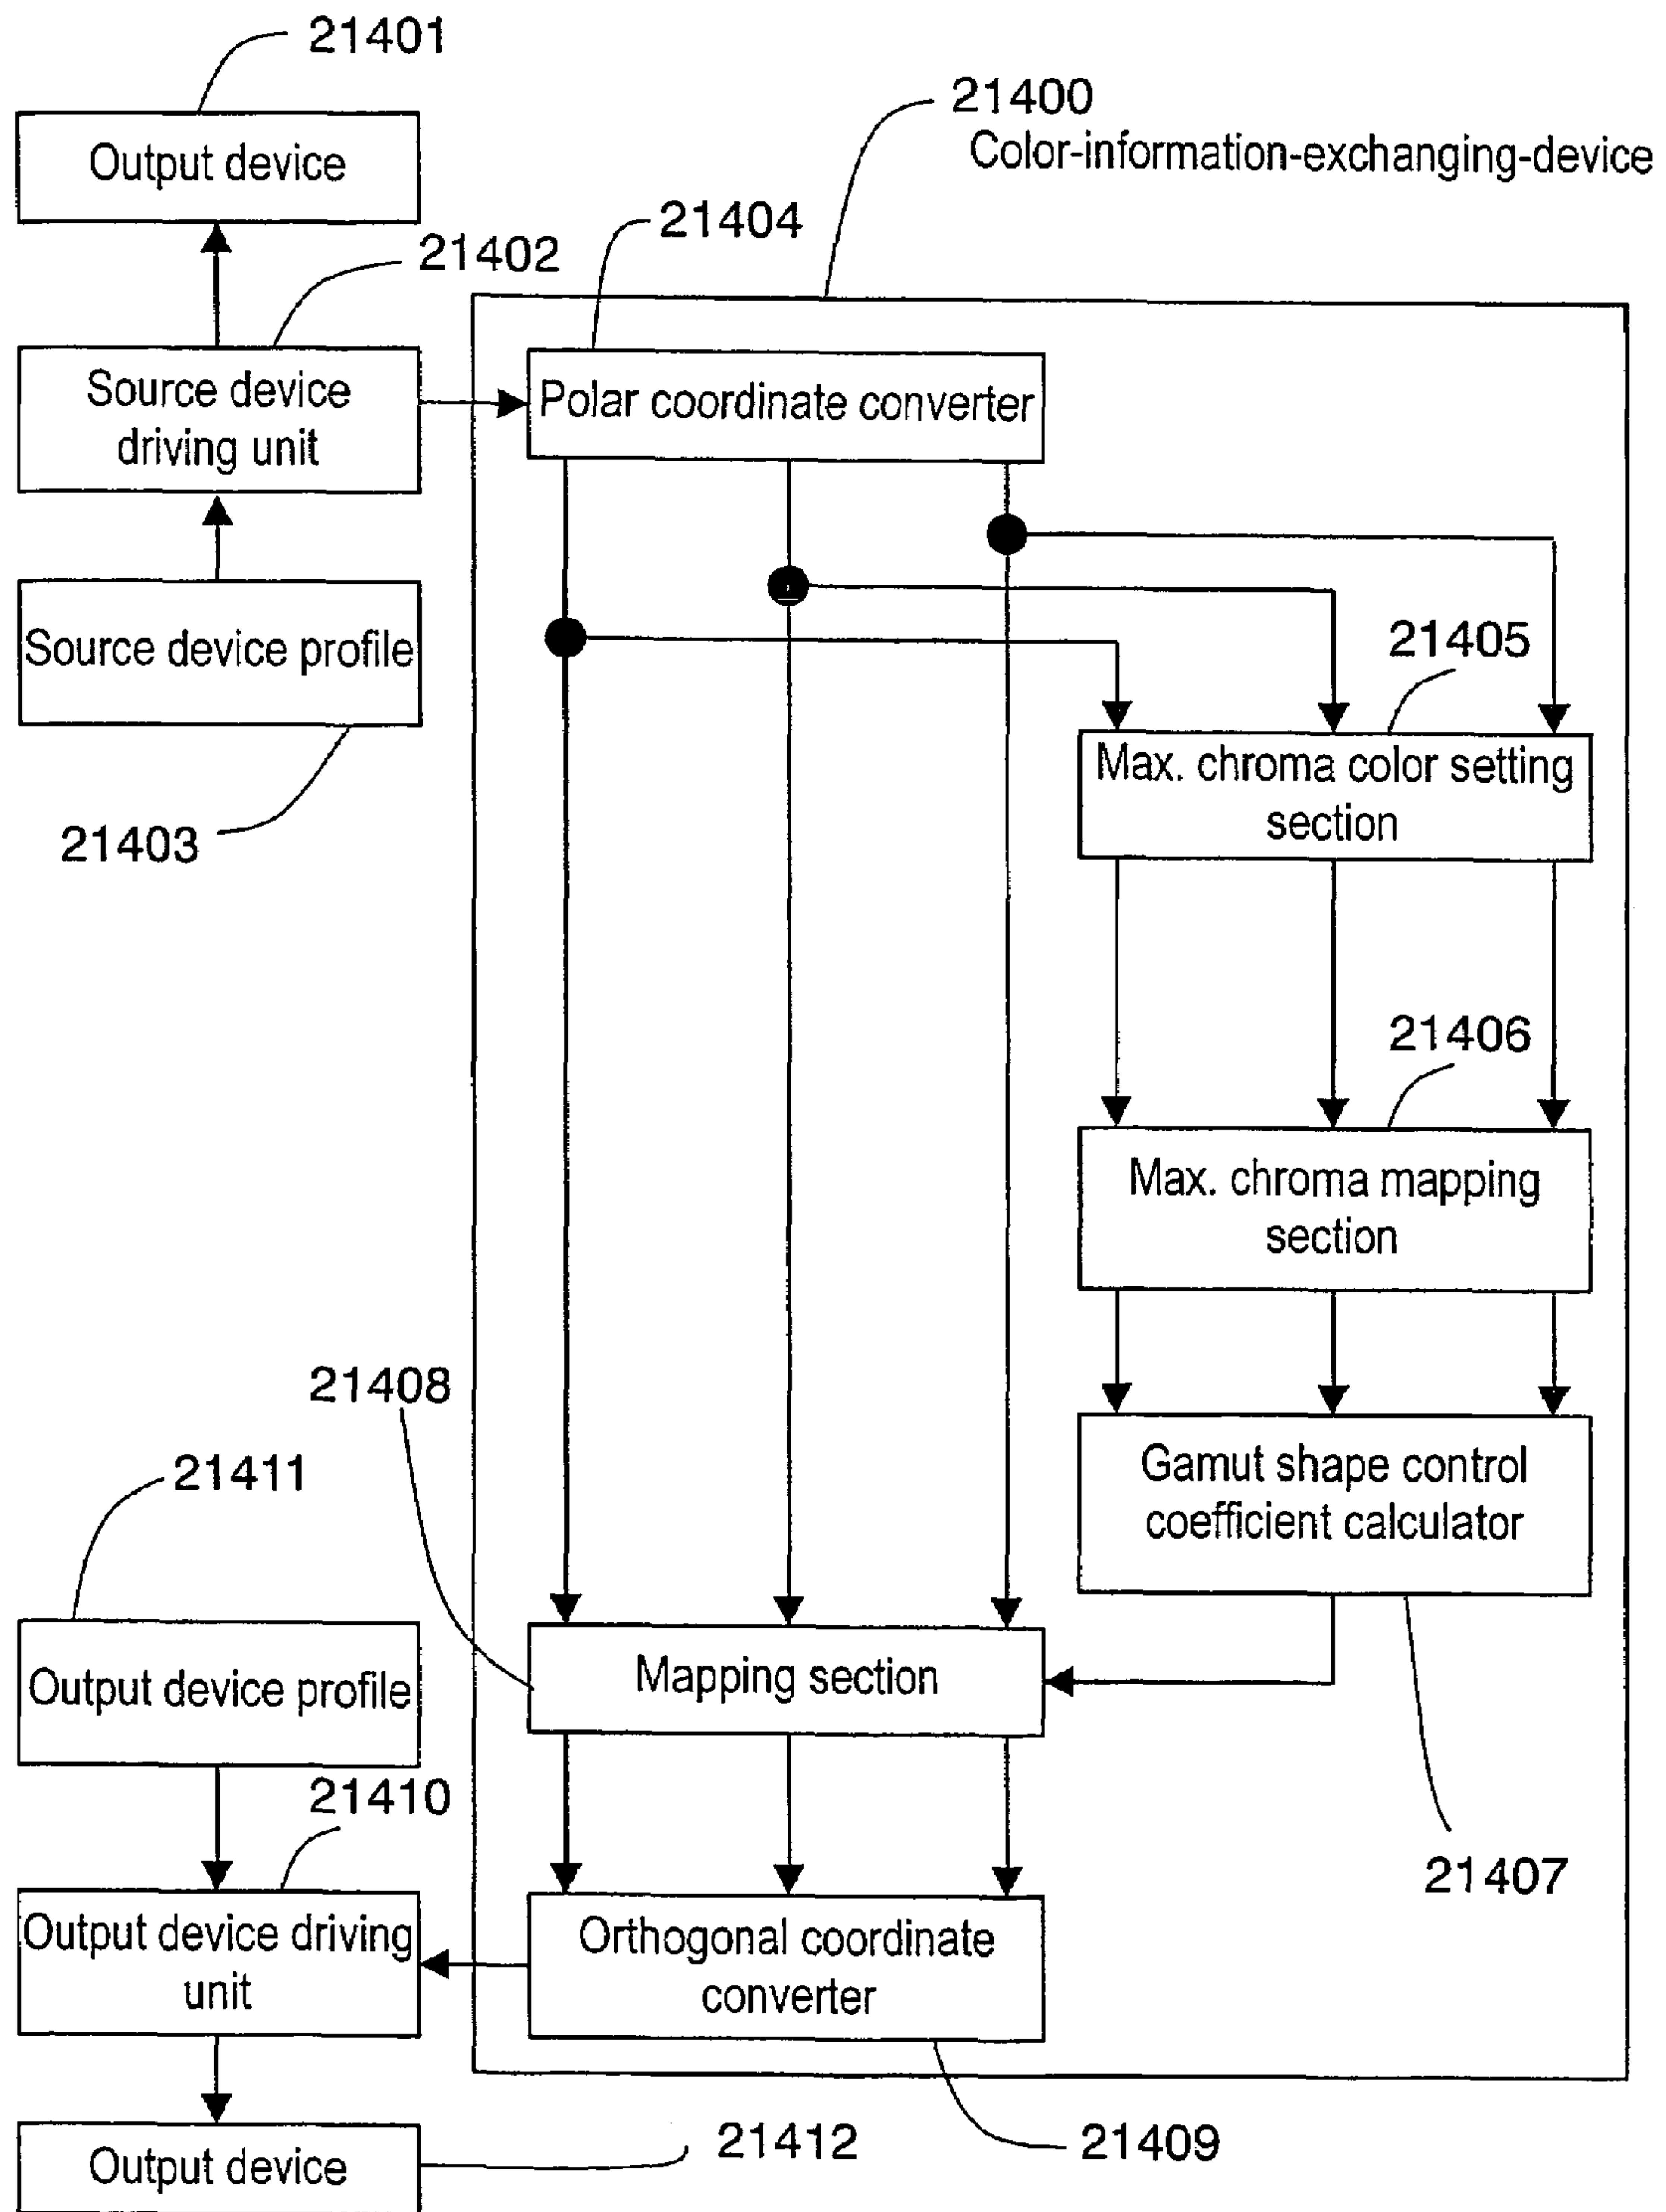 21401
21400
Color-information-exchanging-device
Output device
21404
21402
Source device
driving unit
Polar coordinate converter
Source device profile
21405
Max. chroma color setting
section
21403
21406
Max. chroma mapping
section
21408
Gamut shape control
coefficient calculator
21411
Output device profile
Mapping section
21410
21407
Output device driving
unit
Orthogonal coordinate
converter
21412
21409
Output device